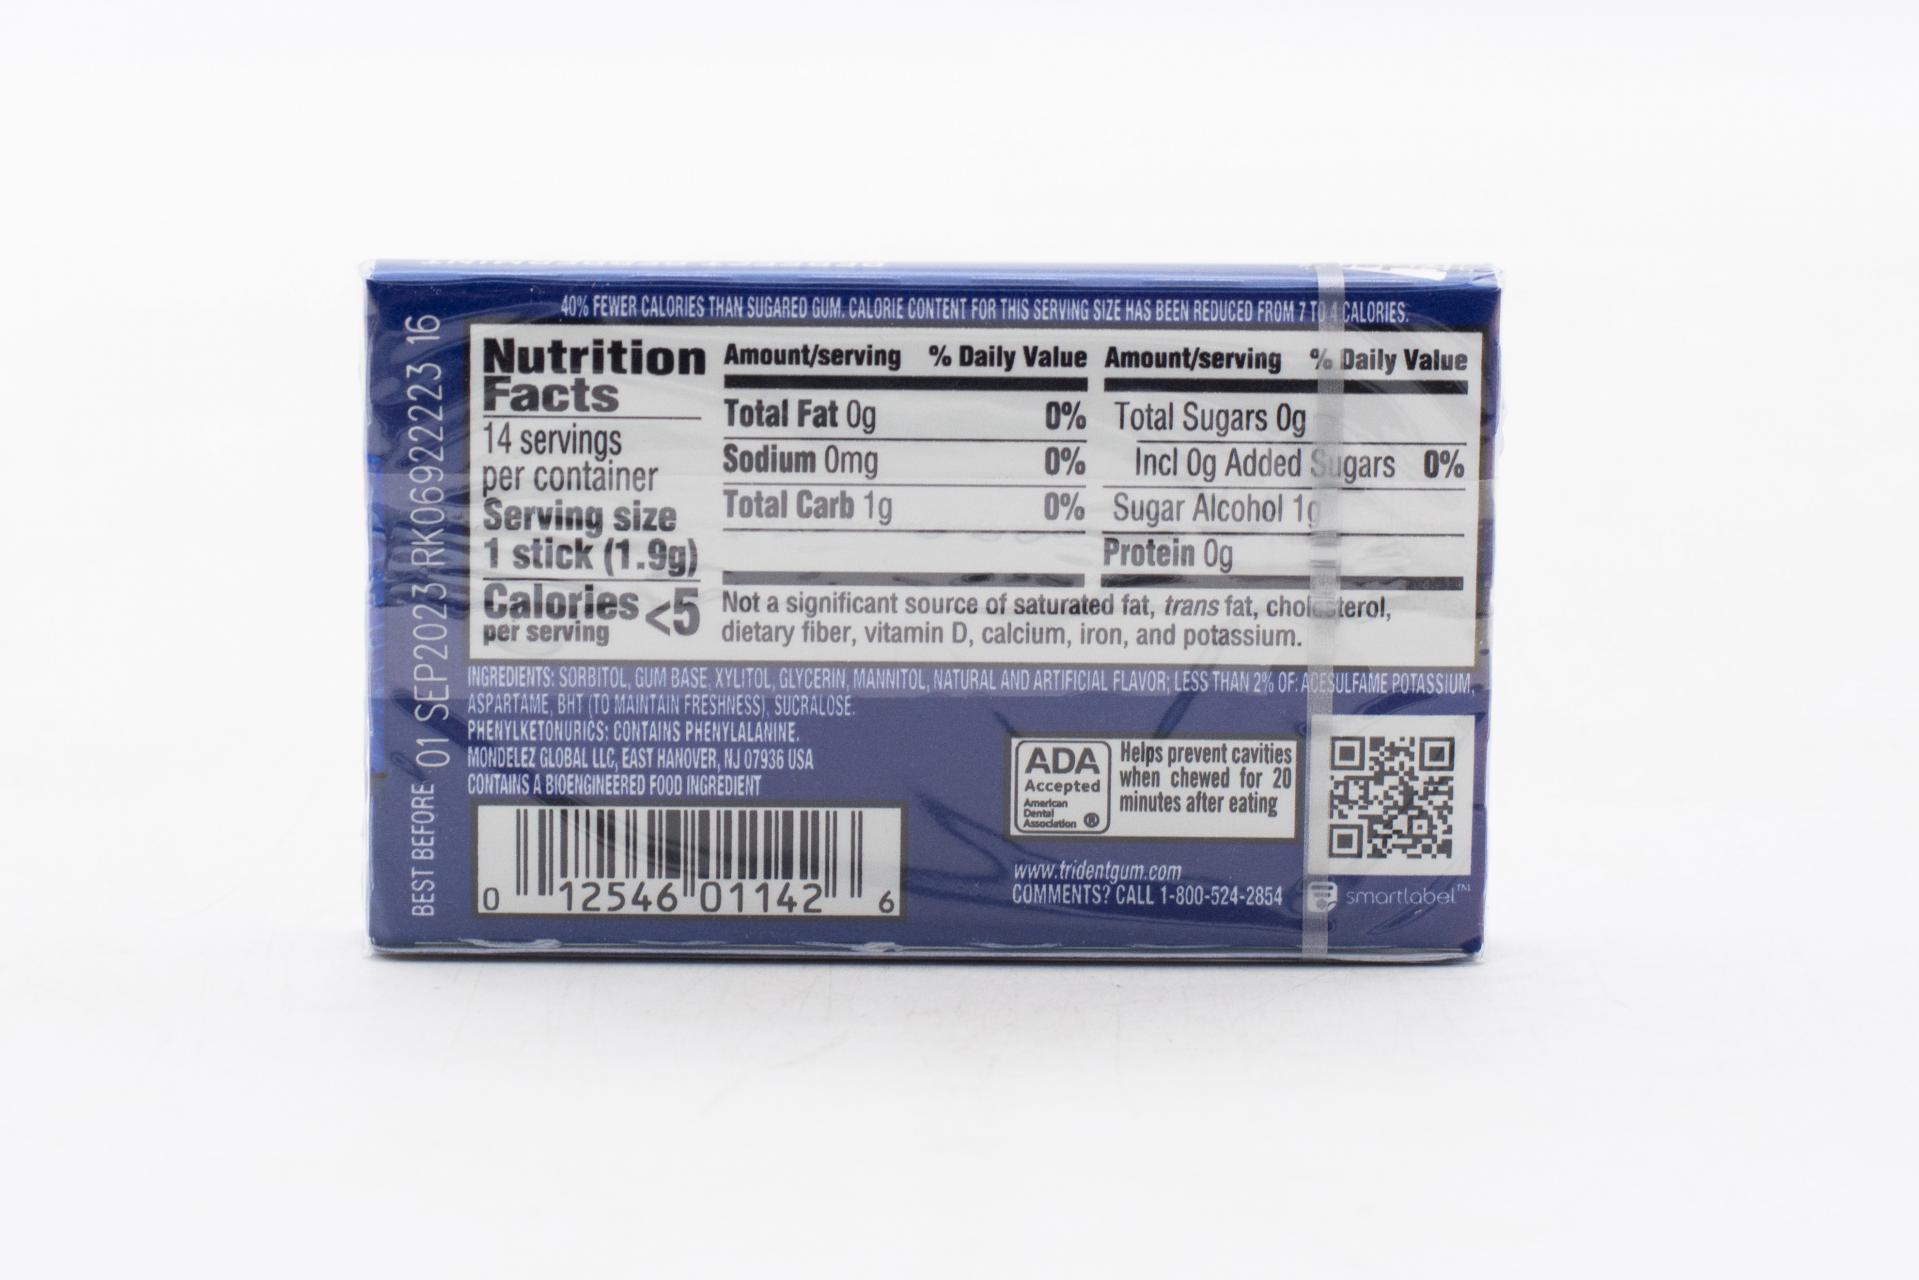 40% FEWER CALORIES THAN SUGARED GUM. CALORIE CONTENT FOR THIS SERVING SIZE HAS BEEN REDUCED FROM 7 TO 4 CALORIES.
BEST BEFORE 01 SEP2023 RK0692223 16
Nutrition
Facts
14 servings
per container
Serving size
1 stick (1.9g)
Calories <5
per serving
Amount/serving % Daily Value
Total Fat 0g 0%
Sodium 0mg 0%
Total Carb 1g 0%
Amount/serving % Daily Value
Total Sugars 0g
Incl 0g Added Sugars 0%
Sugar Alcohol 1g
Protein 0g
Not a significant source of saturated fat, trans fat, cholesterol,
dietary fiber, vitamin D, calcium, iron, and potassium.
INGREDIENTS: SORBITOL, GUM BASE, XYLITOL, GLYCERIN, MANNITOL, NATURAL AND ARTIFICIAL FLAVOR; LESS THAN 2% OF: ACESULFAME POTASSIUM,
ASPARTAME, BHT (TO MAINTAIN FRESHNESS), SUCRALOSE.
PHENYLKETONURICS: CONTAINS PHENYLALANINE.
MONDELEZ GLOBAL LLC, EAST HANOVER, NJ 07936 USA
CONTAINS A BIOENGINEERED FOOD INGREDIENT
0 12546 01142 6
ADA
Accepted
American
Dental
Association ®
Helps prevent cavities
when chewed for 20
minutes after eating
www.tridentgum.com
COMMENTS? CALL 1-800-524-2854
smartlabel™